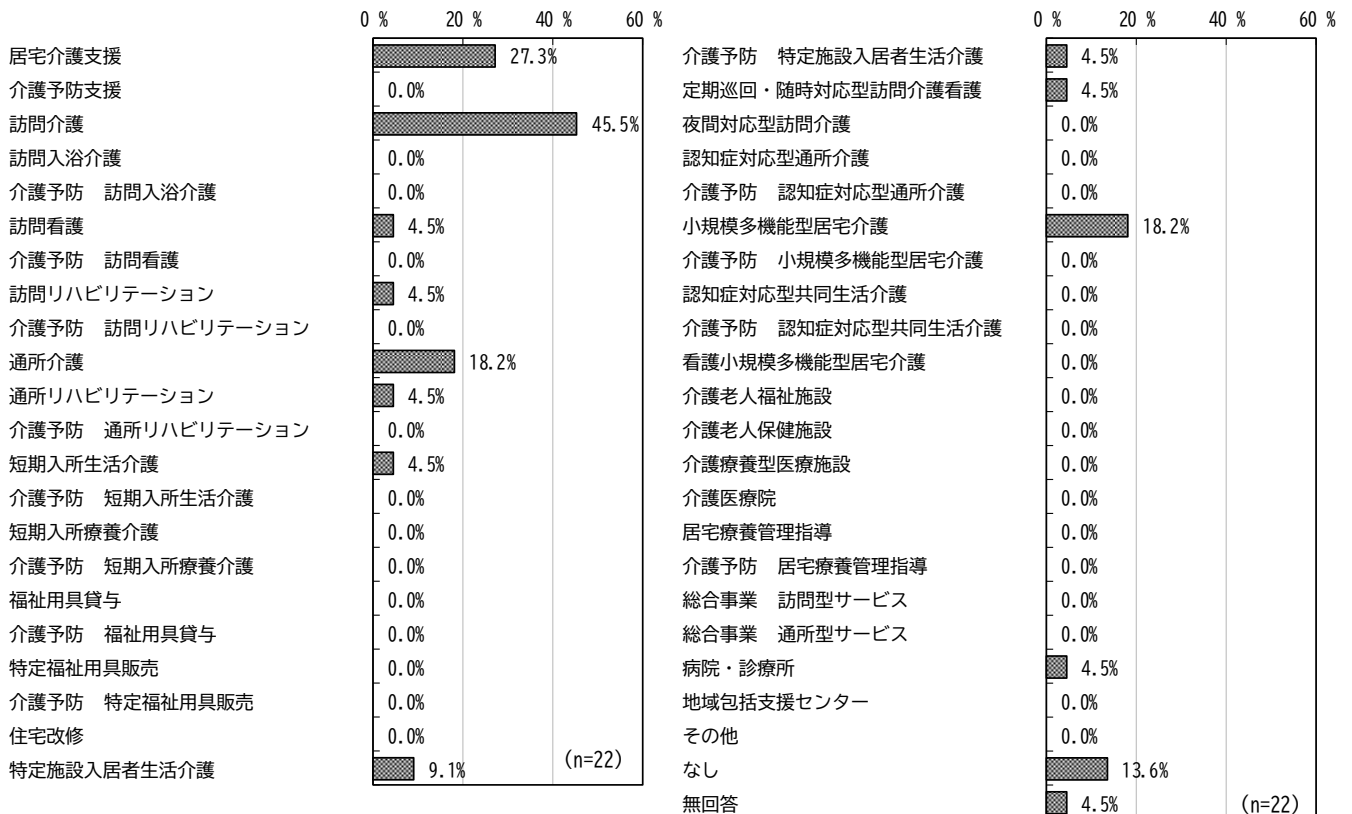 0 % 20 % 40 % 60 %
居宅介護支援 27.3%
介護予防支援 0.0%
訪問介護 45.5%
訪問入浴介護 0.0%
介護予防　訪問入浴介護 0.0%
訪問看護 4.5%
介護予防　訪問看護 0.0%
訪問リハビリテーション 4.5%
介護予防　訪問リハビリテーション 0.0%
通所介護 18.2%
通所リハビリテーション 4.5%
介護予防　通所リハビリテーション 0.0%
短期入所生活介護 4.5%
介護予防　短期入所生活介護 0.0%
短期入所療養介護 0.0%
介護予防　短期入所療養介護 0.0%
福祉用具貸与 0.0%
介護予防　福祉用具貸与 0.0%
特定福祉用具販売 0.0%
介護予防　特定福祉用具販売 0.0%
住宅改修 0.0%
特定施設入居者生活介護 9.1%
(n=22)
0 % 20 % 40 % 60 %
介護予防　特定施設入居者生活介護 4.5%
定期巡回・随時対応型訪問介護看護 4.5%
夜間対応型訪問介護 0.0%
認知症対応型通所介護 0.0%
介護予防　認知症対応型通所介護 0.0%
小規模多機能型居宅介護 18.2%
介護予防　小規模多機能型居宅介護 0.0%
認知症対応型共同生活介護 0.0%
介護予防　認知症対応型共同生活介護 0.0%
看護小規模多機能型居宅介護 0.0%
介護老人福祉施設 0.0%
介護老人保健施設 0.0%
介護療養型医療施設 0.0%
介護医療院 0.0%
居宅療養管理指導 0.0%
介護予防　居宅療養管理指導 0.0%
総合事業　訪問型サービス 0.0%
総合事業　通所型サービス 0.0%
病院・診療所 4.5%
地域包括支援センター 0.0%
その他 0.0%
なし 13.6%
無回答 4.5%
(n=22)